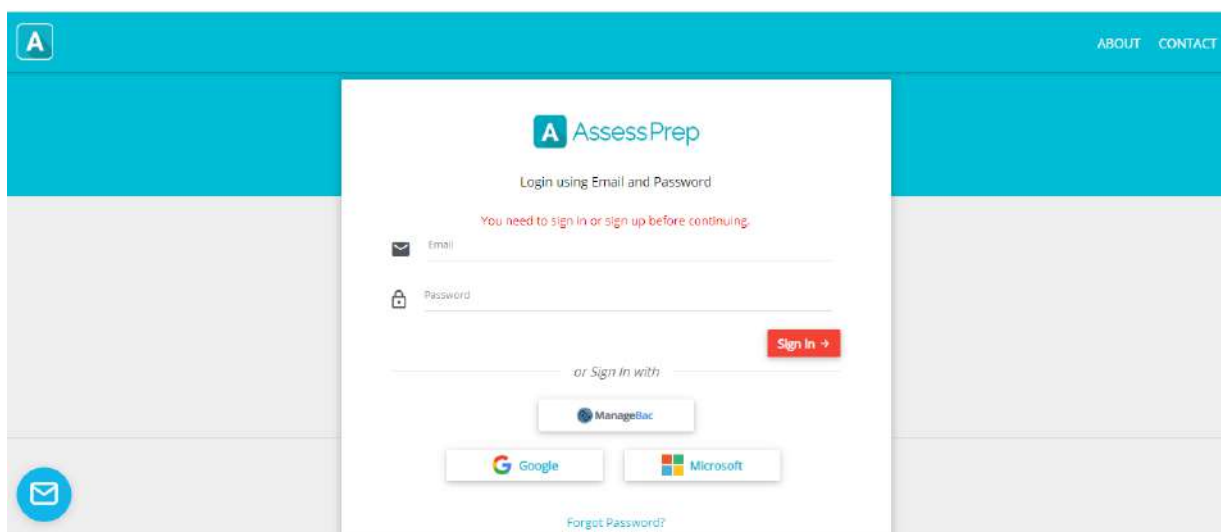 A
ABOUT CONTACT
A AssessPrep
Login using Email and Password
You need to sign in or sign up before continuing.
Email
Password
Sign In →
or Sign In with
ManageBac
Google
Microsoft
Forgot Password?